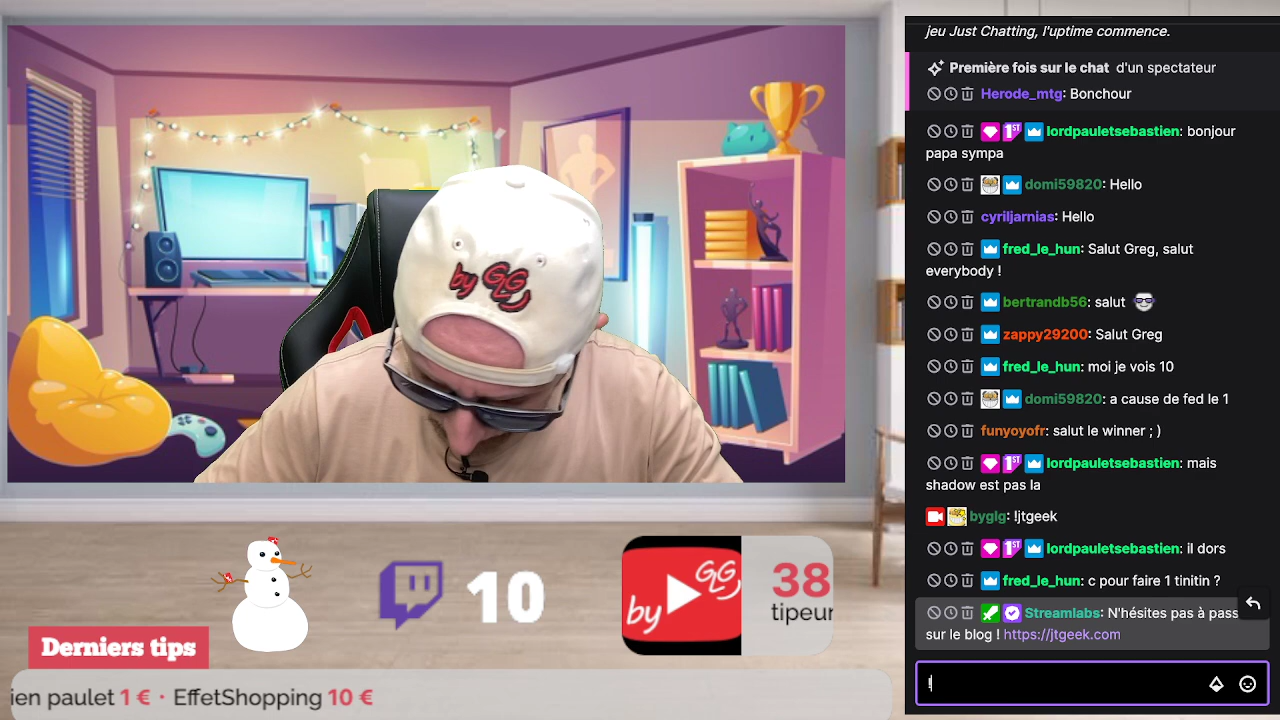 by GLG
10
by GLG
38
tipeur
Derniers tips
ien paulet 1 € · EffetShopping 10 €
jeu Just Chatting, l'uptime commence.
Première fois sur le chat d'un spectateur
Herode_mtg: Bonchour
1ST lordpauletsebastien: bonjour
papa sympa
domi59820: Hello
cyriljarnias: Hello
fred_le_hun: Salut Greg, salut
everybody !
bertrandb56: salut
zappy29200: Salut Greg
fred_le_hun: moi je vois 10
domi59820: a cause de fed le 1
funyoyofr: salut le winner ; )
1ST lordpauletsebastien: mais
shadow est pas la
byglg: !jtgeek
1ST lordpauletsebastien: il dors
fred_le_hun: c pour faire 1 tinitin ?
Streamlabs: N'hésites pas à pass
sur le blog ! https://jtgeek.com
!